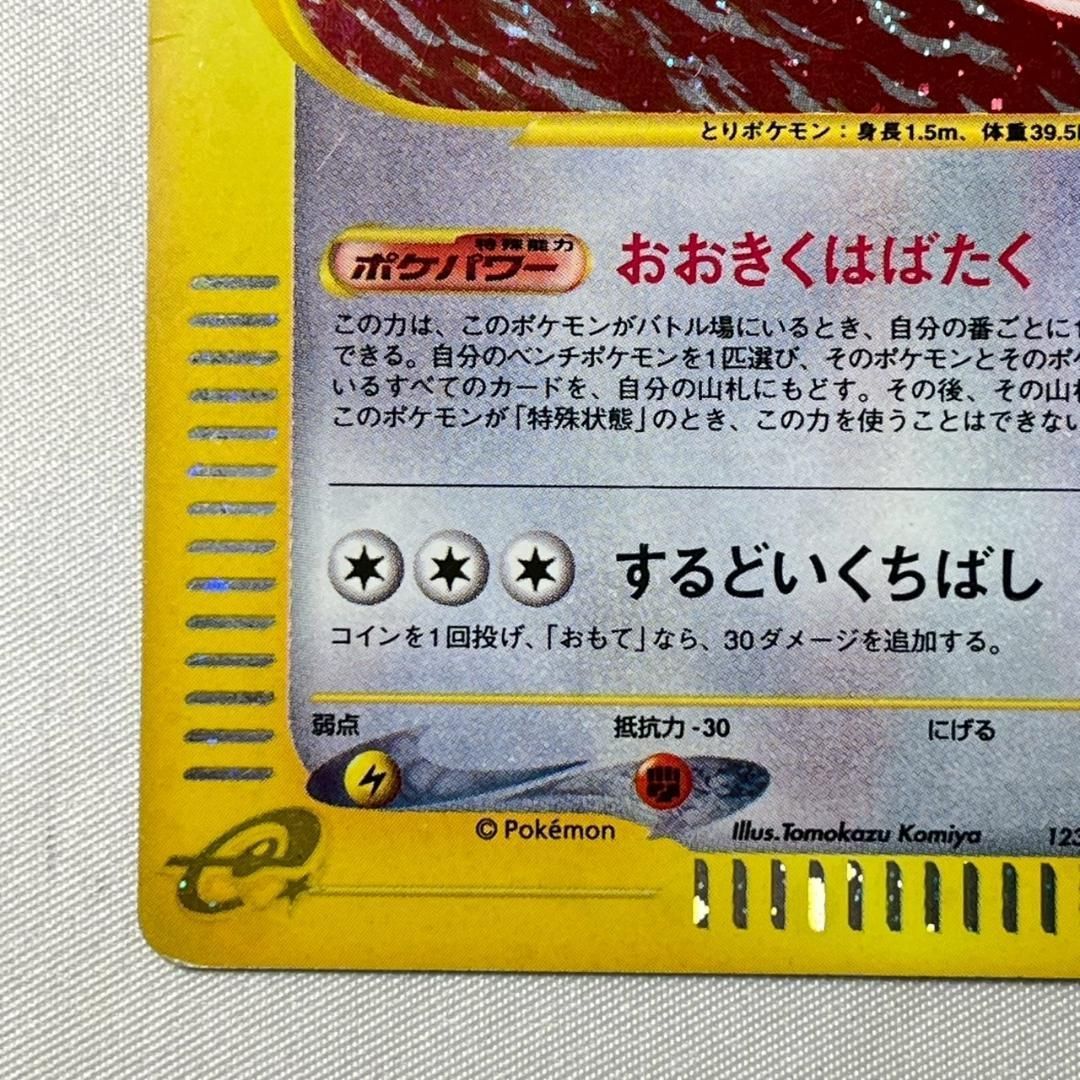 とりポケモン：身長1.5m、体重39.5
特殊能力
ポケパワー おおきくはばたく
この力は、このポケモンがバトル場にいるとき、自分の番ごとに
できる。自分のベンチポケモンを1匹選び、そのポケモンとそのポケ
いるすべてのカードを、自分の山札にもどす。その後、その山札
このポケモンが「特殊状態」のとき、この力を使うことはできない
するどいくちばし
コインを1回投げ、「おもて」なら、30ダメージを追加する。
弱点 抵抗力 -30 にげる
© Pokémon Illus.Tomokazu Komiya 123
e